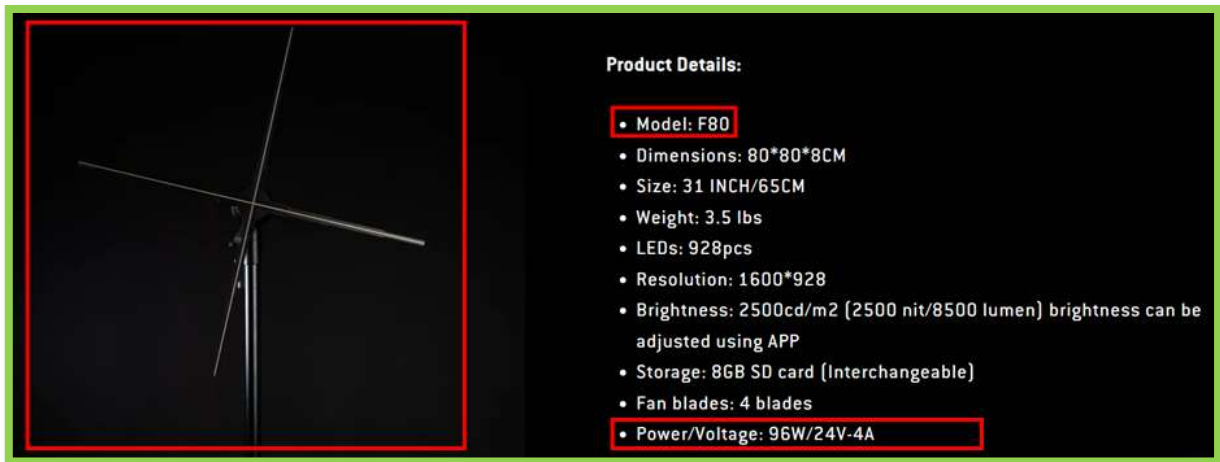 Product Details:
• Model: F80
• Dimensions: 80*80*8CM
• Size: 31 INCH/65CM
• Weight: 3.5 lbs
• LEDs: 928pcs
• Resolution: 1600*928
• Brightness: 2500cd/m2 (2500 nit/8500 lumen) brightness can be
adjusted using APP
• Storage: 8GB SD card (Interchangeable)
• Fan blades: 4 blades
• Power/Voltage: 96W/24V-4A